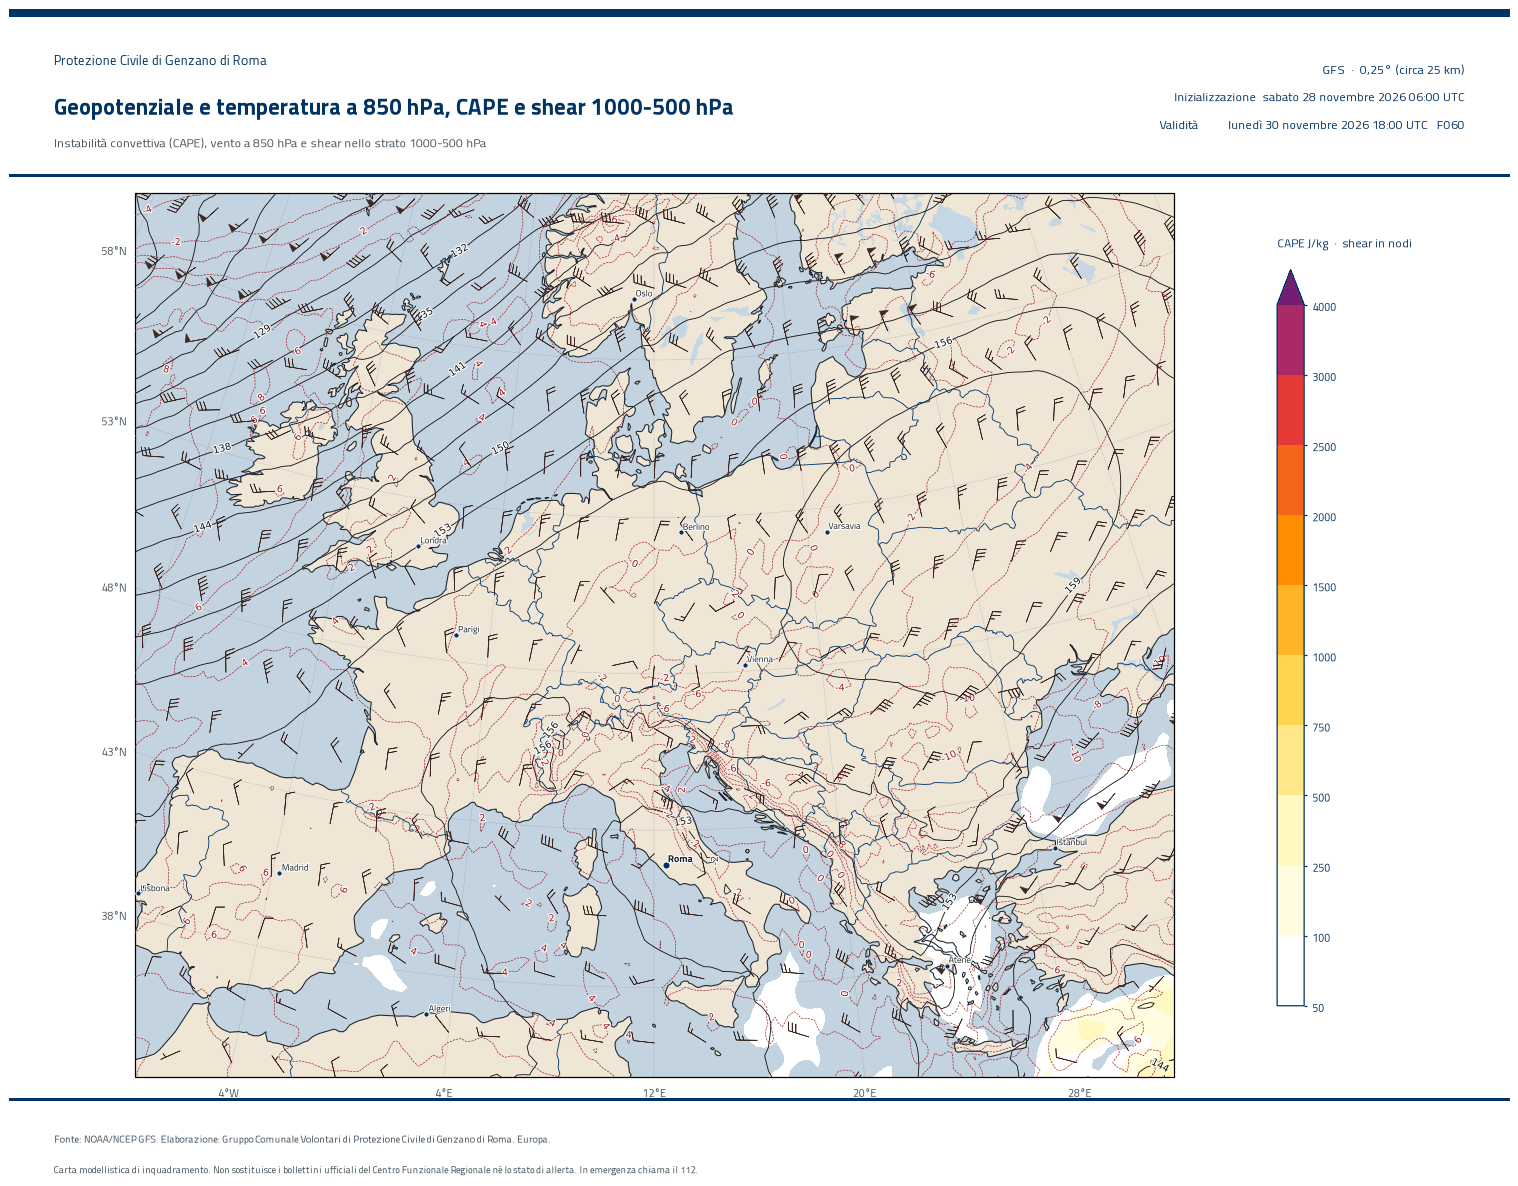 Protezione Civile di Genzano di Roma
Geopotenziale e temperatura a 850 hPa, CAPE e shear 1000-500 hPa
Instabilità convettiva (CAPE), vento a 850 hPa e shear nello strato 1000-500 hPa
GFS · 0,25° (circa 25 km)
Inizializzazione sabato 28 novembre 2026 06:00 UTC
Validità lunedì 30 novembre 2026 18:00 UTC F060
CAPE J/kg · shear in nodi
4000
3000
2500
2000
1500
1000
750
500
250
100
50
58°N
53°N
48°N
43°N
38°N
4°W
4°E
12°E
20°E
28°E
Oslo
Londra
Berlino
Varsavia
Parigi
Vienna
Madrid
Lisbona
Roma
Istanbul
Atene
Algeri
132
129
135
141
138
150
144
153
156
159
156
156
153
153
144
Fonte: NOAA/NCEP GFS. Elaborazione: Gruppo Comunale Volontari di Protezione Civile di Genzano di Roma. Europa.
Carta modellistica di inquadramento. Non sostituisce i bollettini ufficiali del Centro Funzionale Regionale né lo stato di allerta. In emergenza chiama il 112.